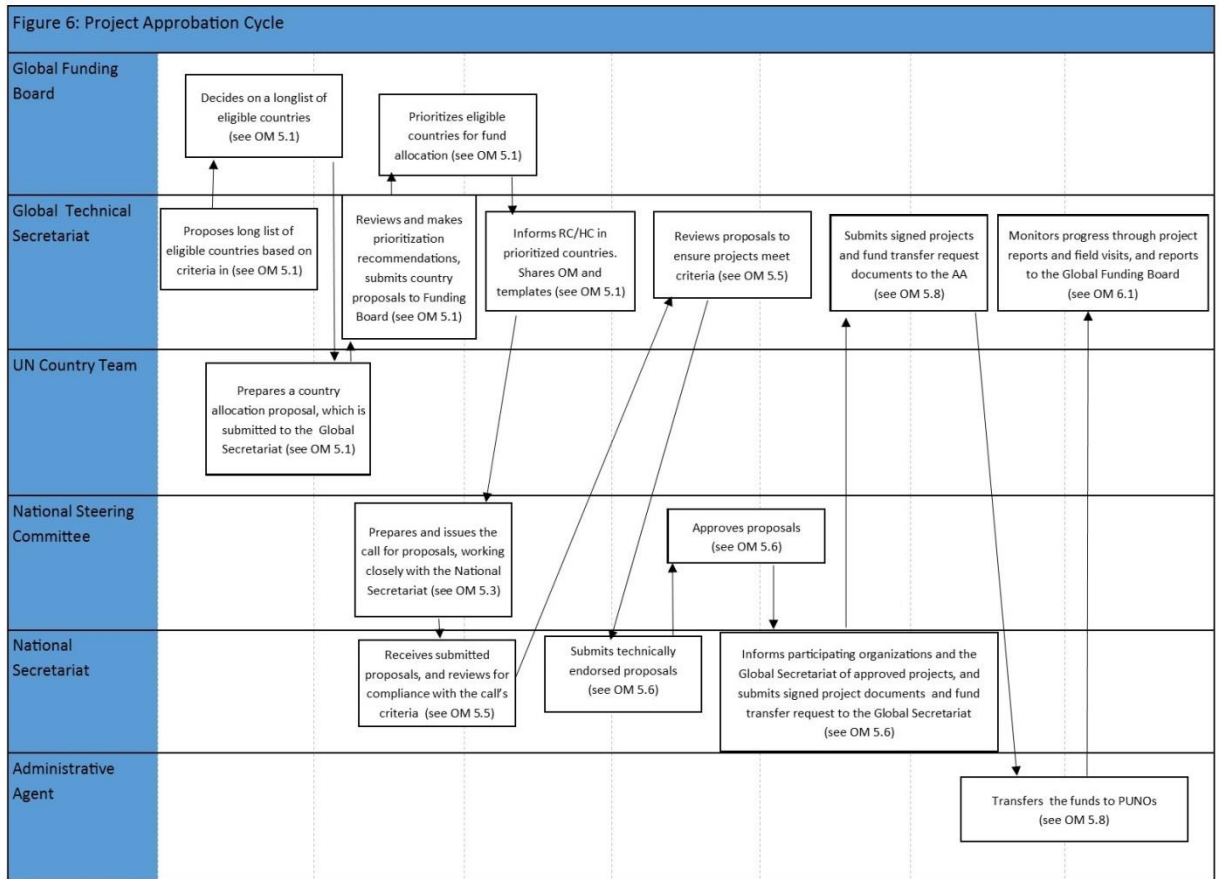 Figure 6: Project Approbation Cycle
Global Funding
Board
Decides on a longlist of
eligible countries
(see OM 5.1)
Prioritizes eligible
countries for fund
allocation (see OM 5.1)
Global Technical
Secretariat
Proposes long list of
eligible countries based on
criteria in (see OM 5.1)
Reviews and makes
prioritization
recommendations,
submits country
proposals to Funding
Board (see OM 5.1)
Informs RC/HC in
prioritized countries.
Shares OM and
templates (see OM 5.1)
Reviews proposals to
ensure projects meet
criteria (see OM 5.5)
Submits signed projects
and fund transfer request
documents to the AA
(see OM 5.8)
Monitors progress through project
reports and field visits, and reports
to the Global Funding Board
(see OM 6.1)
UN Country Team
Prepares a country
allocation proposal, which is
submitted to the Global
Secretariat (see OM 5.1)
National Steering
Committee
Prepares and issues the
call for proposals, working
closely with the National
Secretariat (see OM 5.3)
Approves proposals
(see OM 5.6)
National
Secretariat
Receives submitted
proposals, and reviews for
compliance with the call's
criteria (see OM 5.5)
Submits technically
endorsed proposals
(see OM 5.6)
Informs participating organizations and the
Global Secretariat of approved projects, and
submits signed project documents and fund
transfer request to the Global Secretariat
(see OM 5.6)
Administrative
Agent
Transfers the funds to PUNOs
(see OM 5.8)